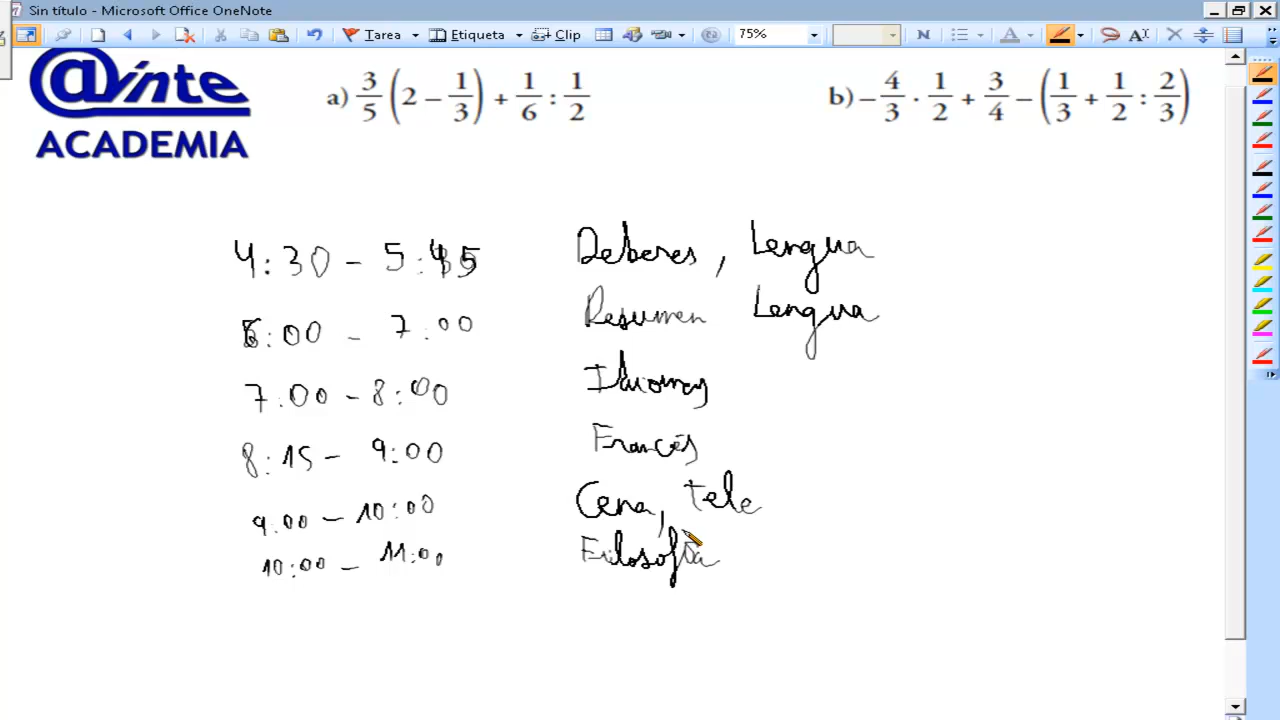 Sin título - Microsoft Office OneNote
Tarea Etiqueta Clip 75% N A A
@inte ACADEMIA
a) 3/5 (2 − 1/3) + 1/6 : 1/2 b) − 4/3 · 1/2 + 3/4 − (1/3 + 1/2 : 2/3)
4:30 - 5:45 Deberes, Lengua
6:00 - 7:00 Resumen Lengua
7:00 - 8:00 Idiomas
8:15 - 9:00 Francés
9:00 - 10:00 Cena, tele
10:00 - 11:00 Filosofía